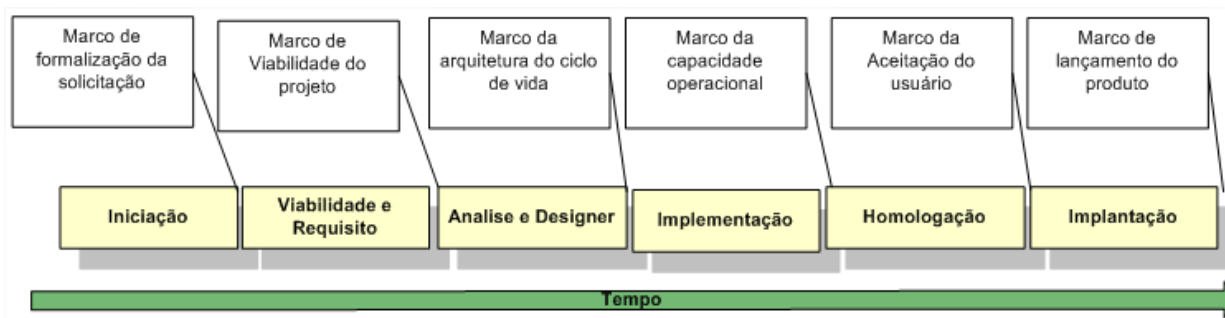 Marco de
formalização da
solicitação
Marco de
Viabilidade do
projeto
Marco da
arquitetura do ciclo
de vida
Marco da
capacidade
operacional
Marco da
Aceitação do
usuário
Marco de
lançamento do
produto
Iniciação
Viabilidade e
Requisito
Analise e Designer
Implementação
Homologação
Implantação
Tempo